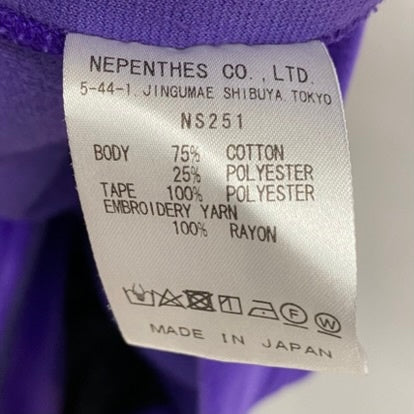 NEPENTHES CO., LTD.
5-44-1, JINGUMAE SHIBUYA TOKYO
NS251
BODY 75% COTTON
25% POLYESTER
TAPE 100% POLYESTER
EMBROIDERY YARN
100% RAYON
F W
MADE IN JAPAN